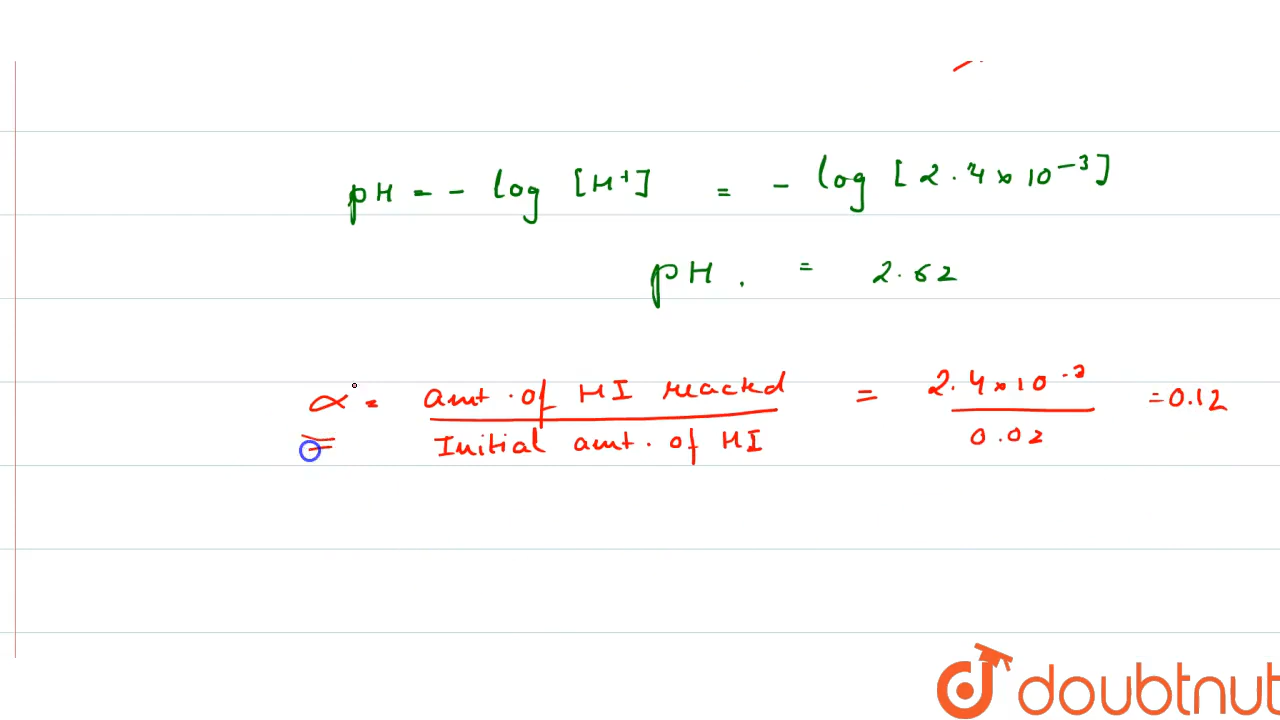 pH = - log [H+] = - log [2.4 × 10⁻³]
pH . = 2.62
α = amt. of HI reacted / Initial amt. of HI = 2.4 × 10⁻³ / 0.02 = 0.12
doubtnut